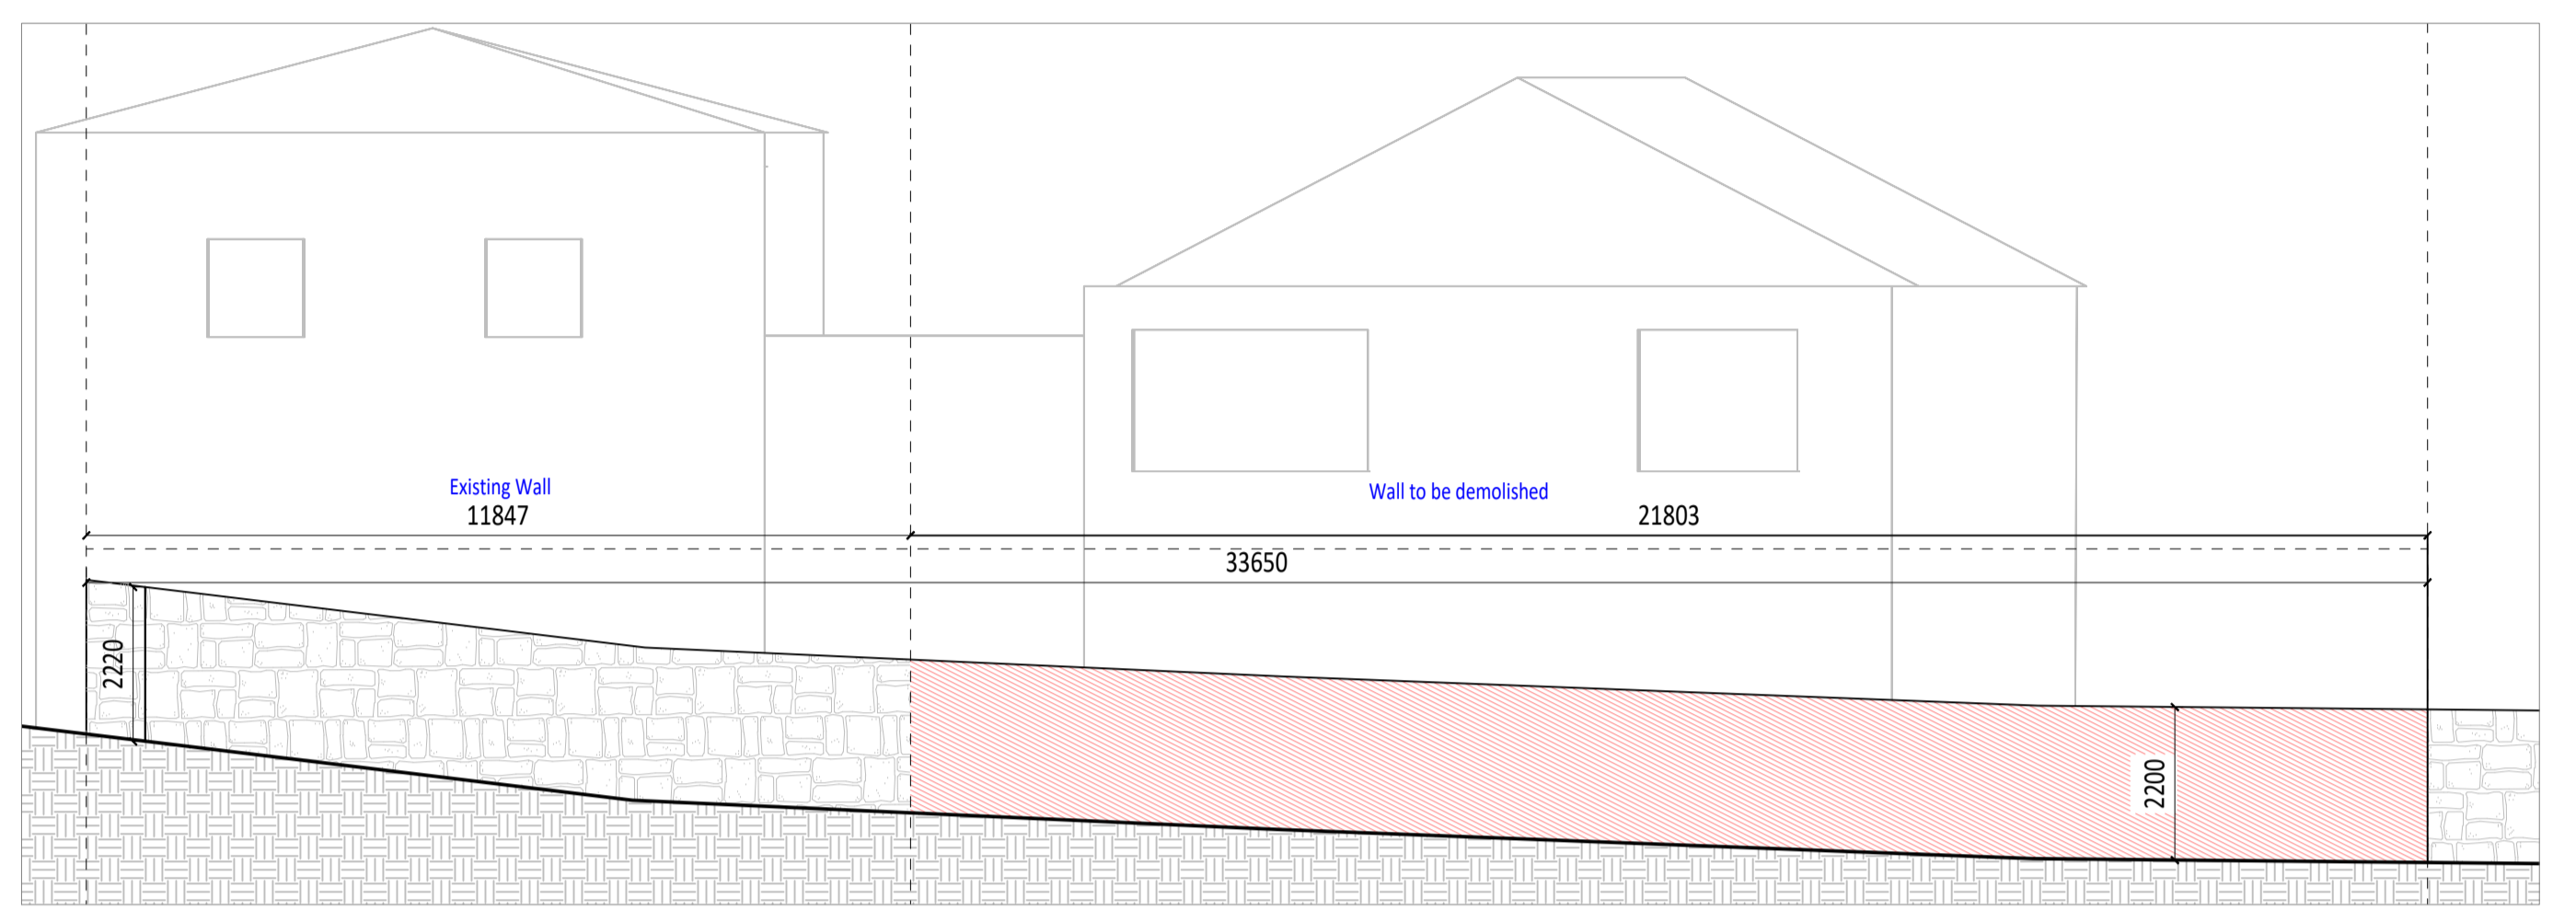 Existing Wall
11847
Wall to be demolished
21803
33650
2220
2200